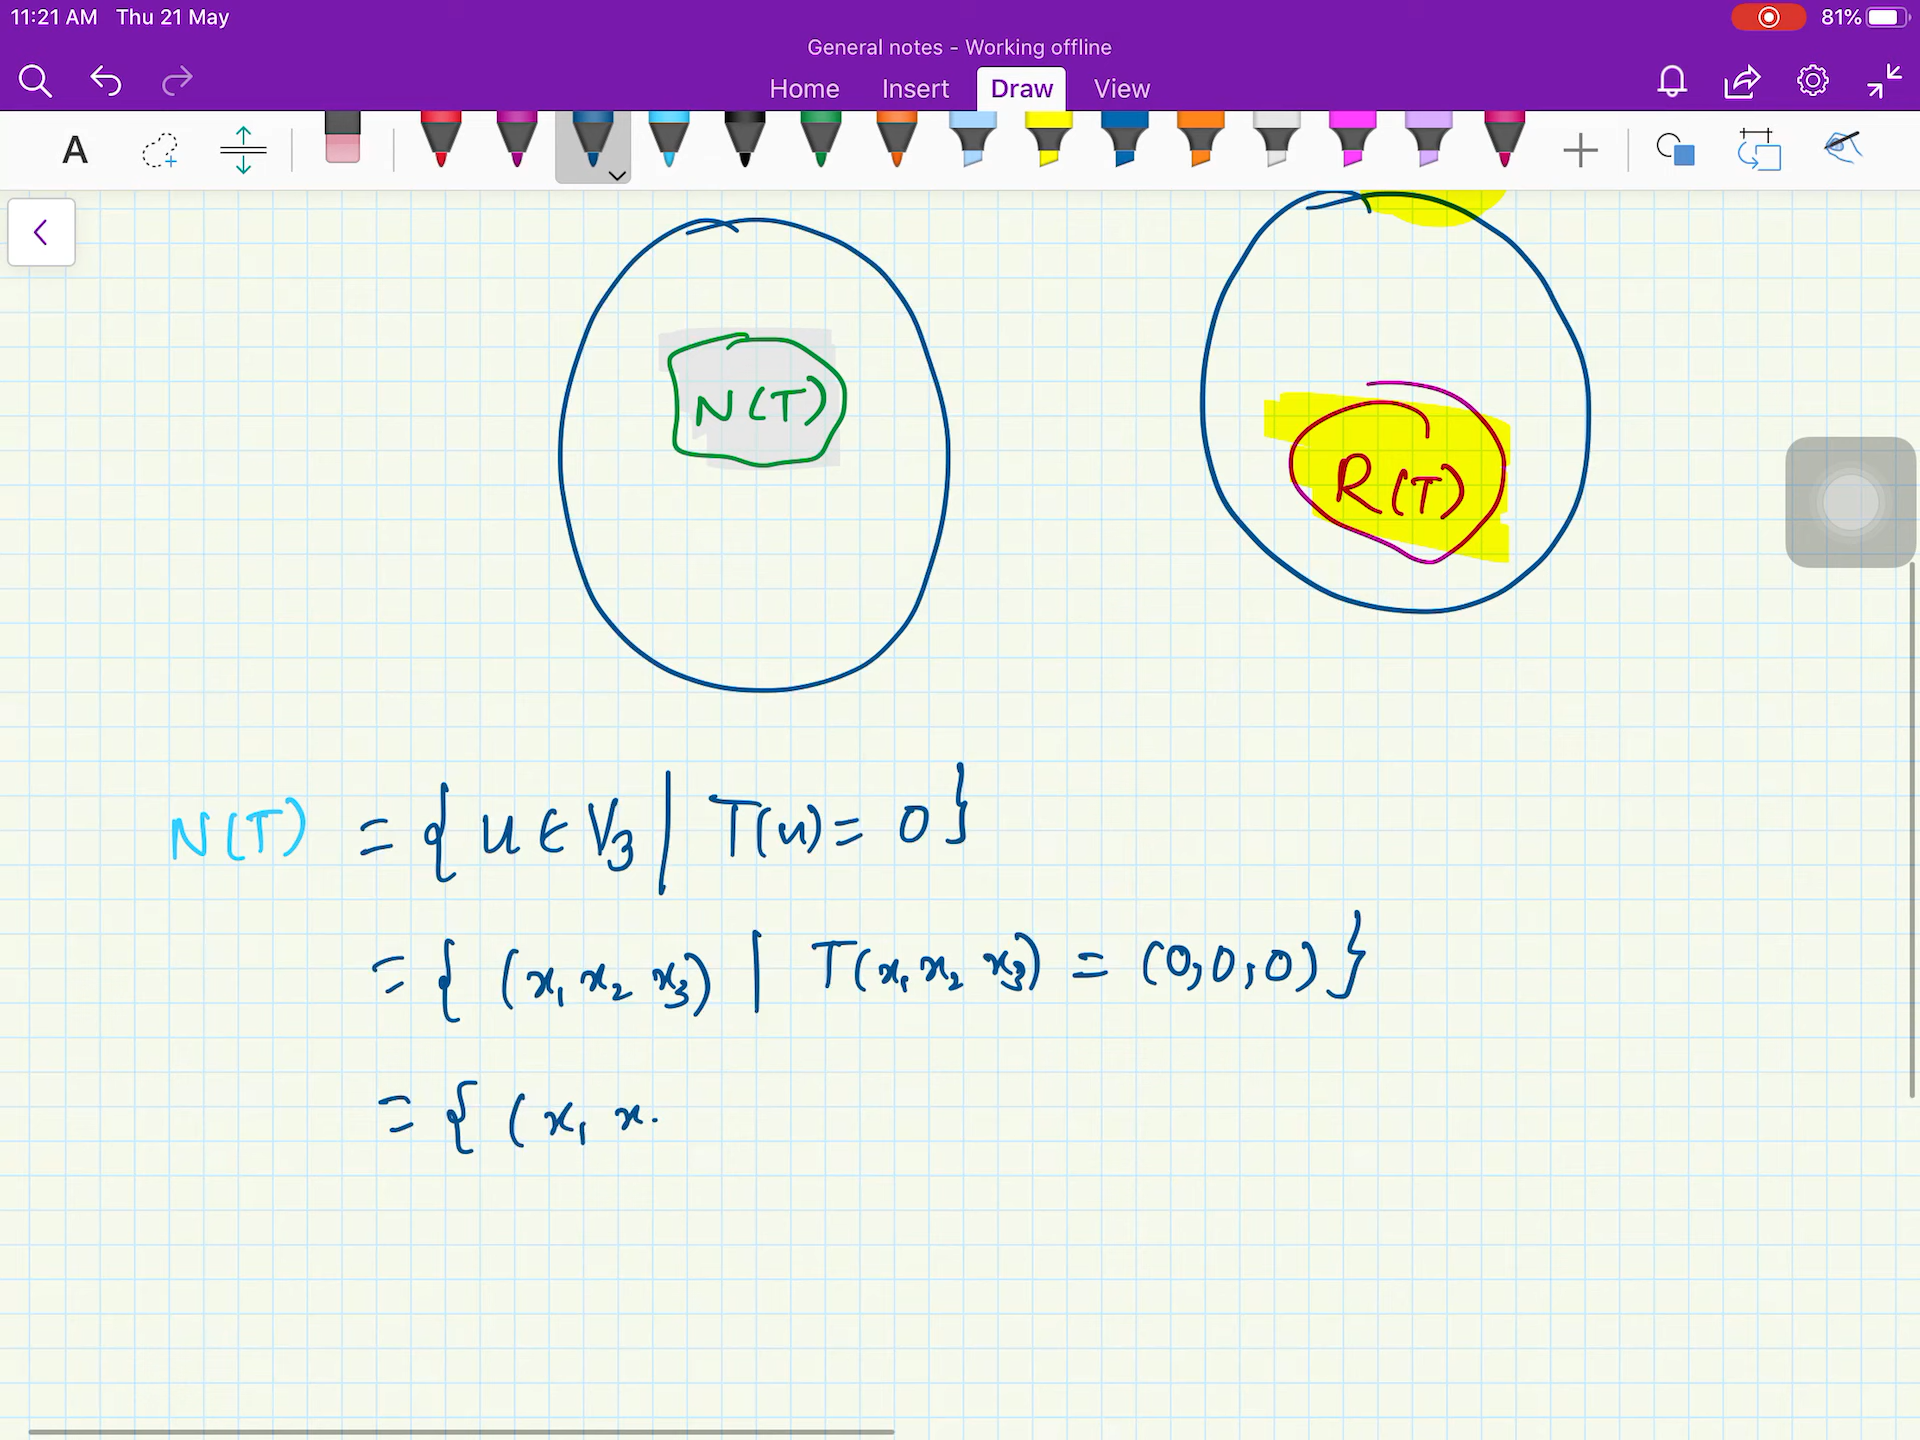 11:21 AM Thu 21 May 81%
General notes - Working offline
Home Insert Draw View
A
N(T)
R(T)
N(T) = { u ∈ V₃ | T(u) = 0 }
= { (x₁ x₂ x₃) | T(x₁ x₂ x₃) = (0,0,0) }
= { (x₁ x.